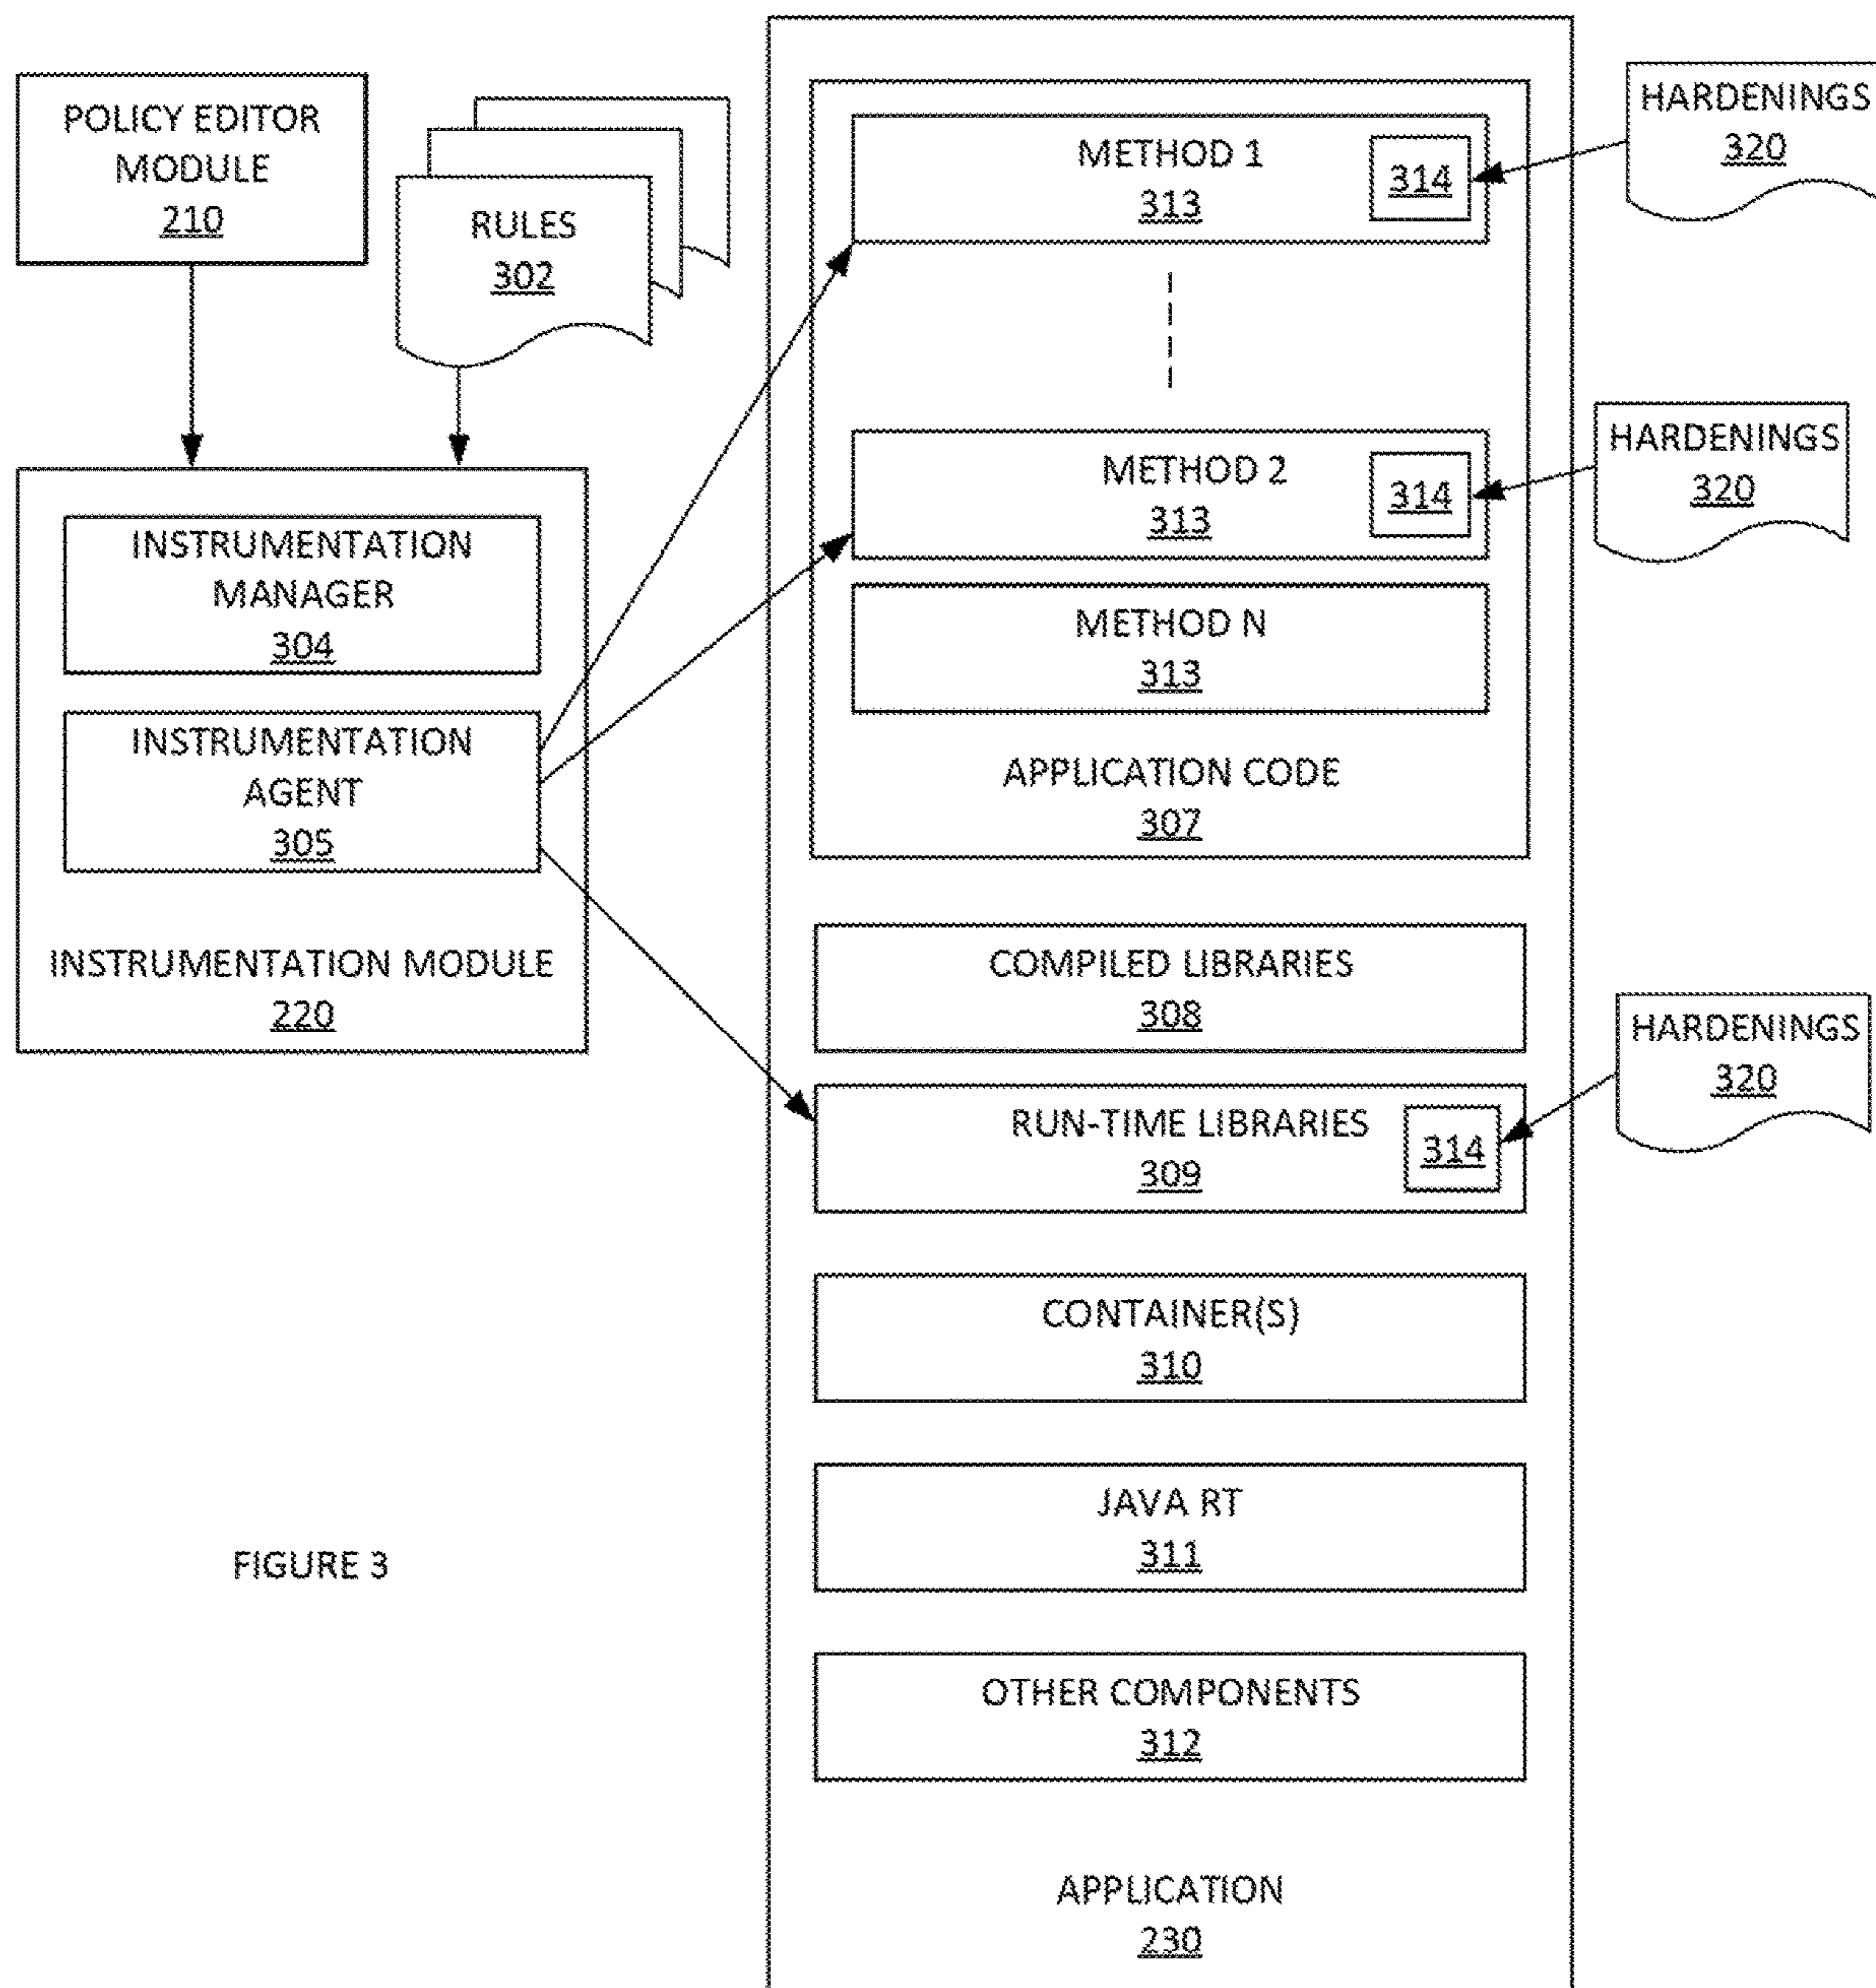 POLICY EDITOR
MODULE
210
RULES
302
INSTRUMENTATION
MANAGER
304
INSTRUMENTATION
AGENT
305
INSTRUMENTATION MODULE
220
METHOD 1
313
314
HARDENINGS
320
METHOD 2
313
314
HARDENINGS
320
METHOD N
313
APPLICATION CODE
307
COMPILED LIBRARIES
308
RUN-TIME LIBRARIES
309
314
HARDENINGS
320
CONTAINER(S)
310
JAVA RT
311
OTHER COMPONENTS
312
APPLICATION
230
FIGURE 3